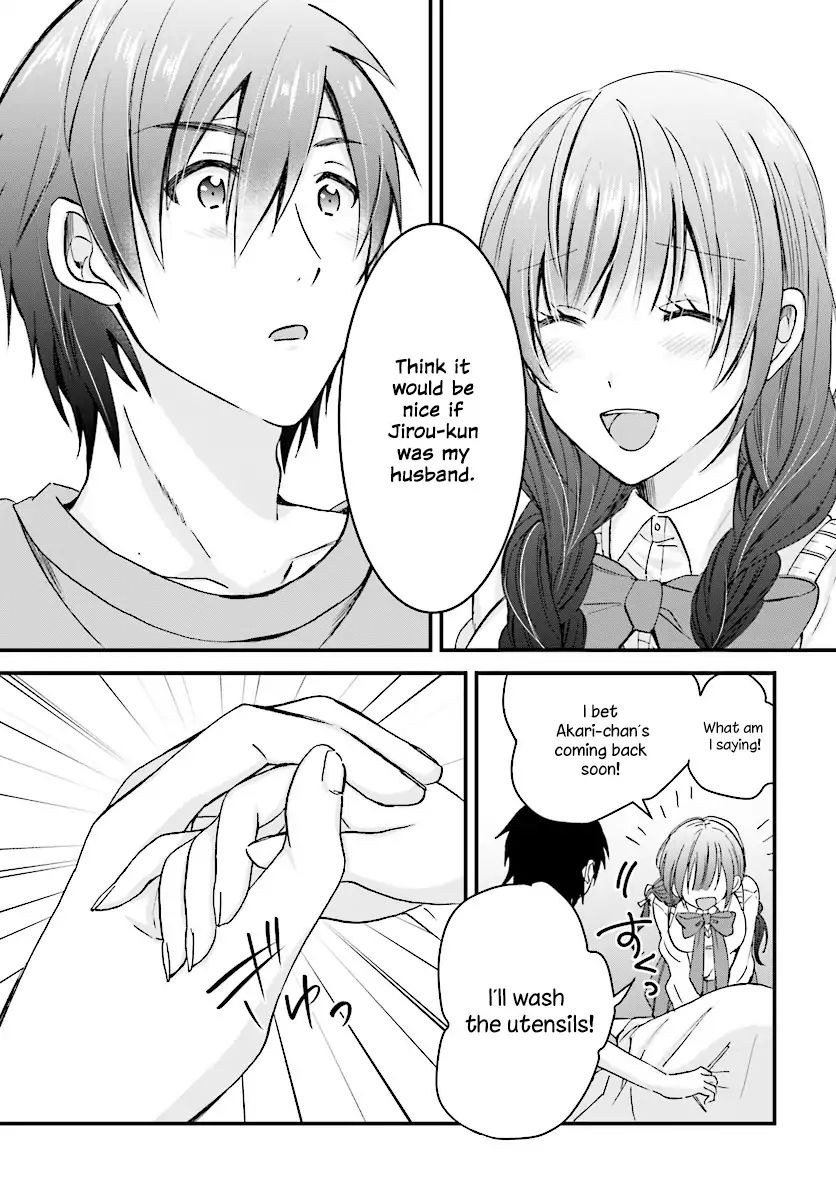 Think it
would be
nice if
Jirou-kun
was my
husband.
What am
I saying!
I bet
Akari-chan's
coming back
soon!
すくっ
I'll wash
the utensils!
ぎゅっ